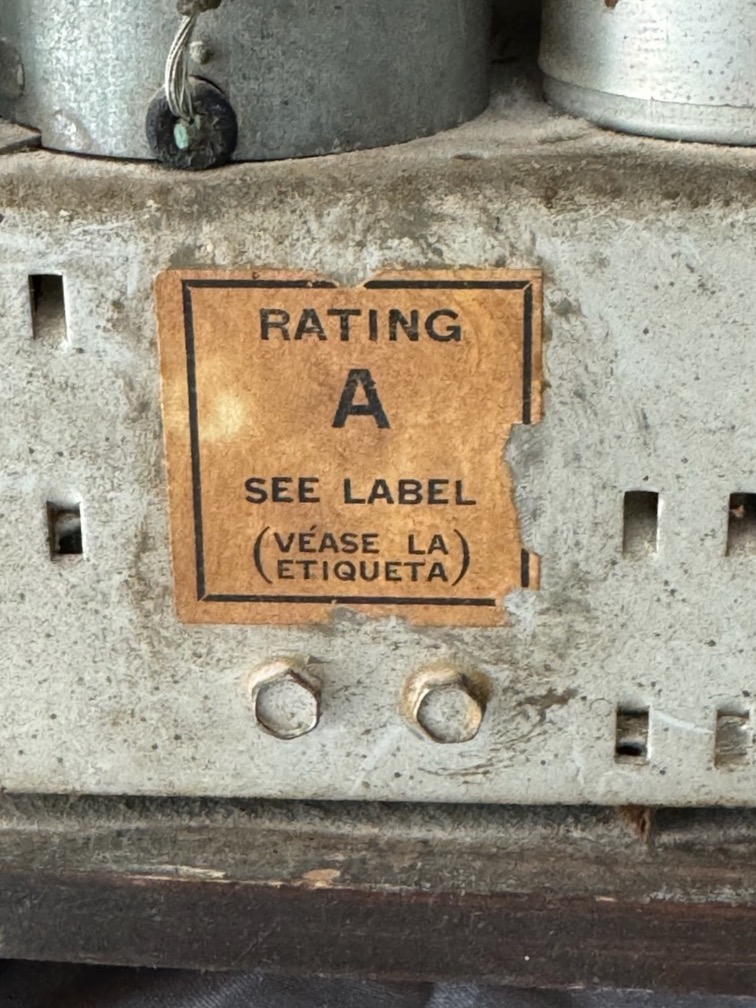 RATING
A
SEE LABEL
(VÉASE LA
ETIQUETA)